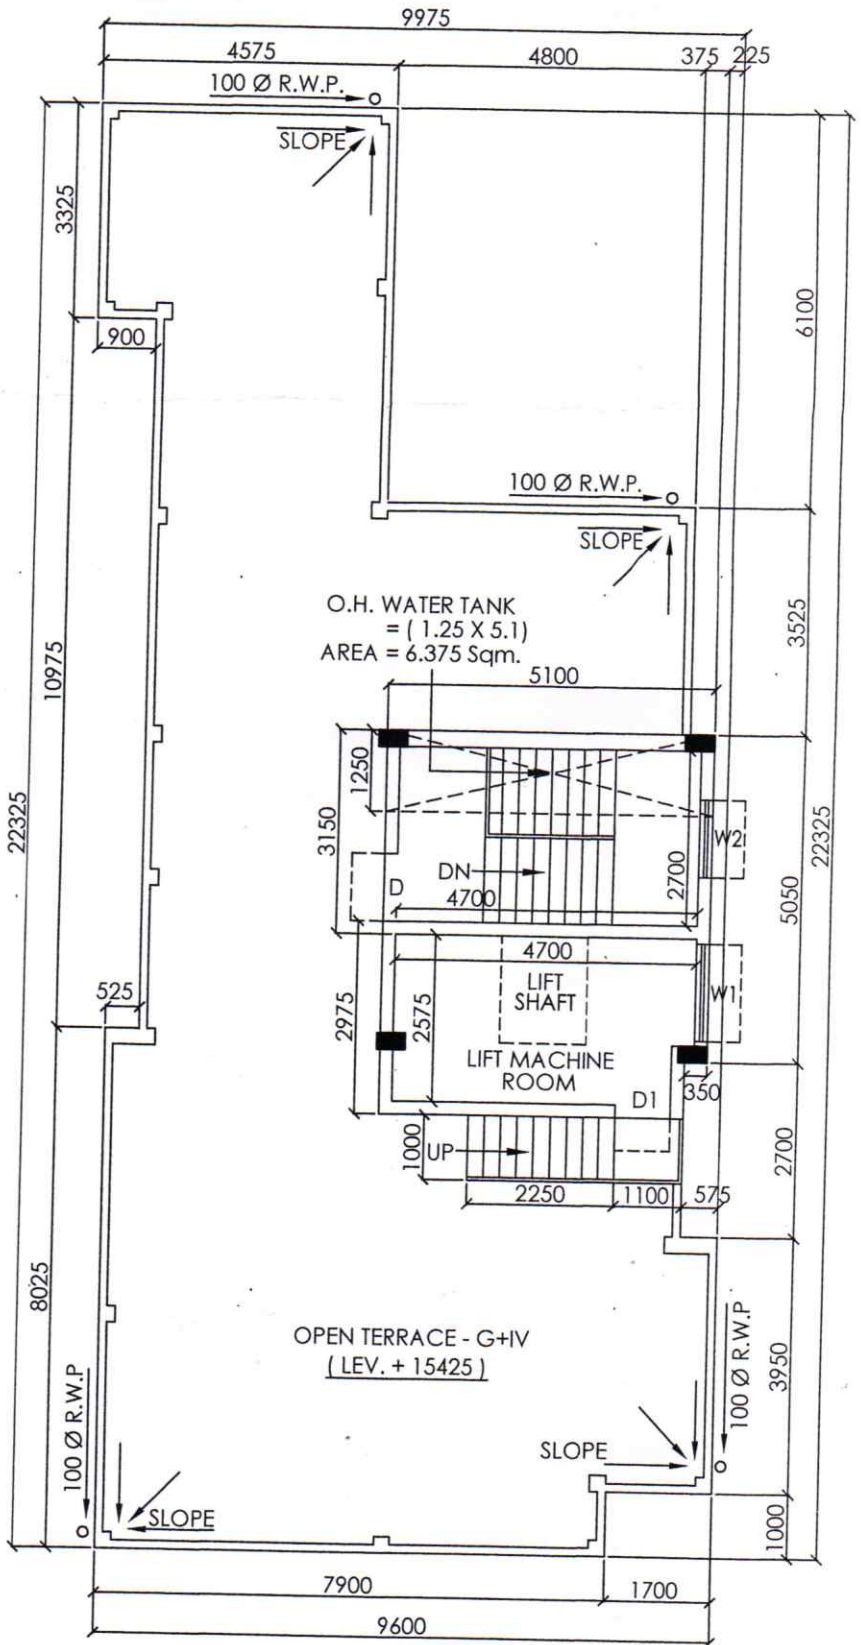 9975
4575
4800
375
225
100 Ø R.W.P.
SLOPE
3325
900
6100
100 Ø R.W.P.
SLOPE
O.H. WATER TANK
= ( 1.25 X 5.1)
AREA = 6.375 Sqm.
5100
3525
10975
22325
22325
1250
3150
W2
DN
D
2700
4700
5050
4700
LIFT
SHAFT
W1
525
2975
2575
LIFT MACHINE
ROOM
D1
350
1000
UP
2250
1100
575
2700
8025
OPEN TERRACE - G+IV
( LEV. + 15425 )
100 Ø R.W.P
3950
100 Ø R.W.P
SLOPE
SLOPE
1000
7900
1700
9600